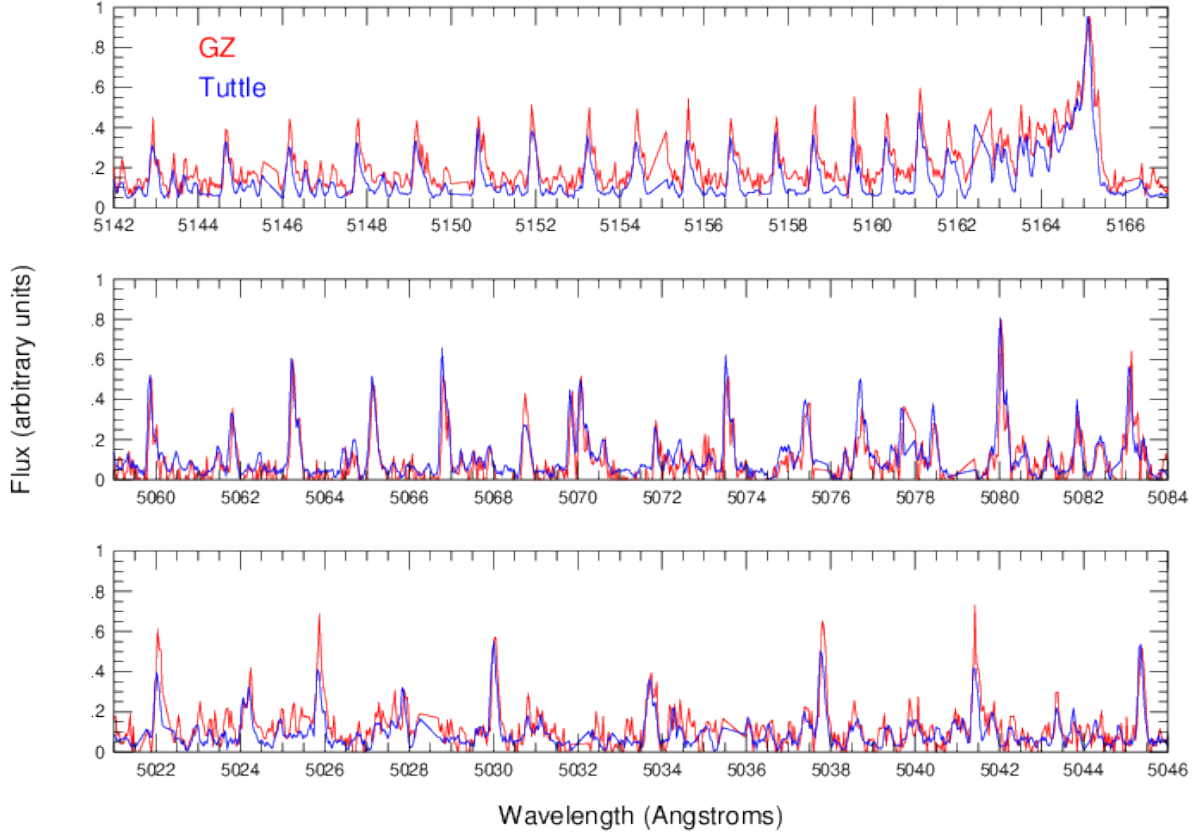 1
.8
.6
.4
.2
0
GZ
Tuttle
5142 5144 5146 5148 5150 5152 5154 5156 5158 5160 5162 5164 5166
1
.8
.6
.4
.2
0
5060 5062 5064 5066 5068 5070 5072 5074 5076 5078 5080 5082 5084
Flux (arbitrary units)
1
.8
.6
.4
.2
0
5022 5024 5026 5028 5030 5032 5034 5036 5038 5040 5042 5044 5046
Wavelength (Angstroms)